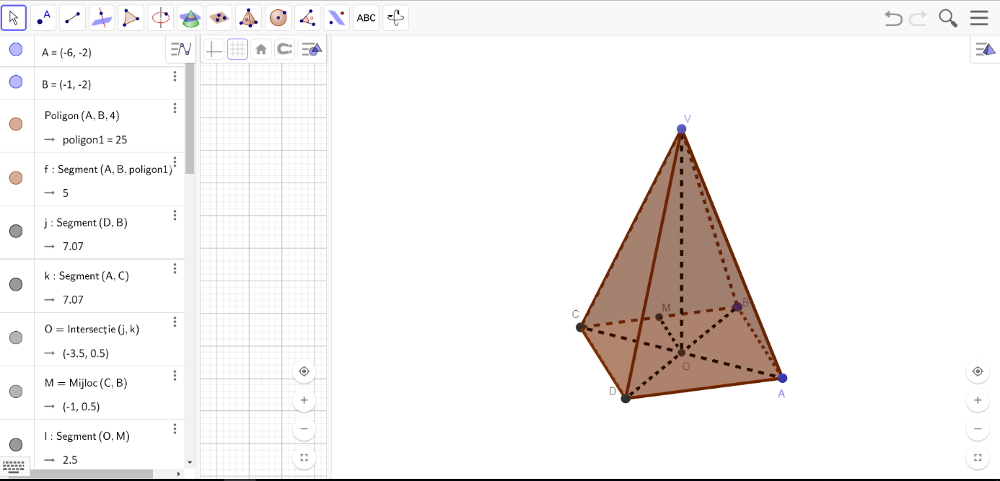 A
ABC
A = (-6, -2)
B = (-1, -2)
Poligon (A, B, 4)
→ poligon1 = 25
f : Segment (A, B, poligon1)
→ 5
j : Segment (D, B)
→ 7.07
k : Segment (A, C)
→ 7.07
O = Intersecție (j, k)
→ (-3.5, 0.5)
M = Mijloc (C, B)
→ (-1, 0.5)
l : Segment (O, M)
→ 2.5
V
C
M
B
O
D
A